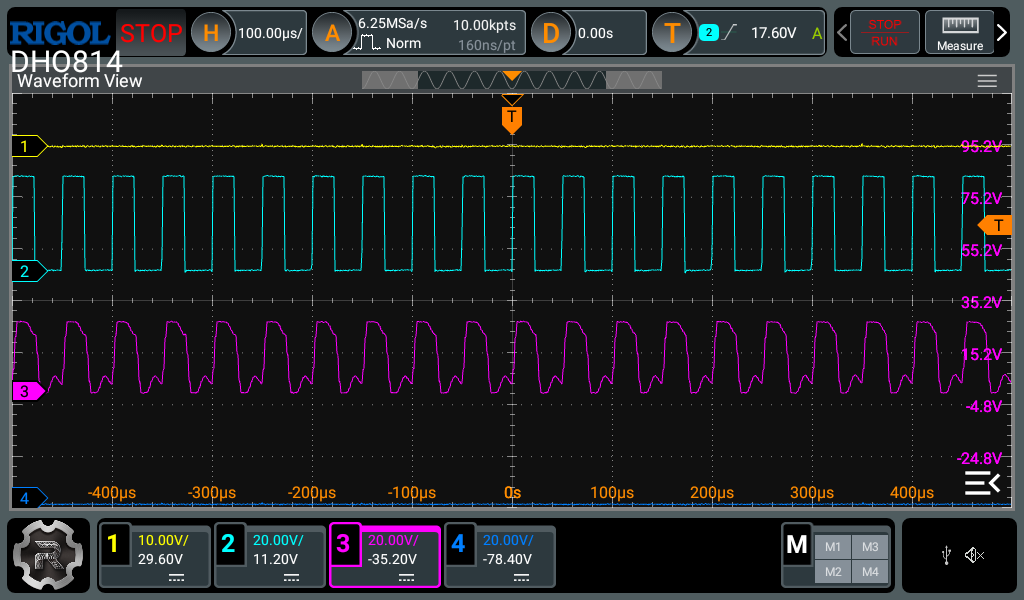 RIGOL STOP H 100.00µs/ A 6.25MSa/s 10.00kpts D 0.00s T 2 17.60V A STOP
Norm 160ns/pt RUN Measure
DHO814
Waveform View
T
1 95.2V
75.2V
T
55.2V
2
35.2V
15.2V
3
-4.8V
-24.8V
4 -400µs -300µs -200µs -100µs 0s 100µs 200µs 300µs 400µs
1 10.00V/ 2 20.00V/ 3 20.00V/ 4 20.00V/ M M1 M3
29.60V 11.20V -35.20V -78.40V M2 M4
R